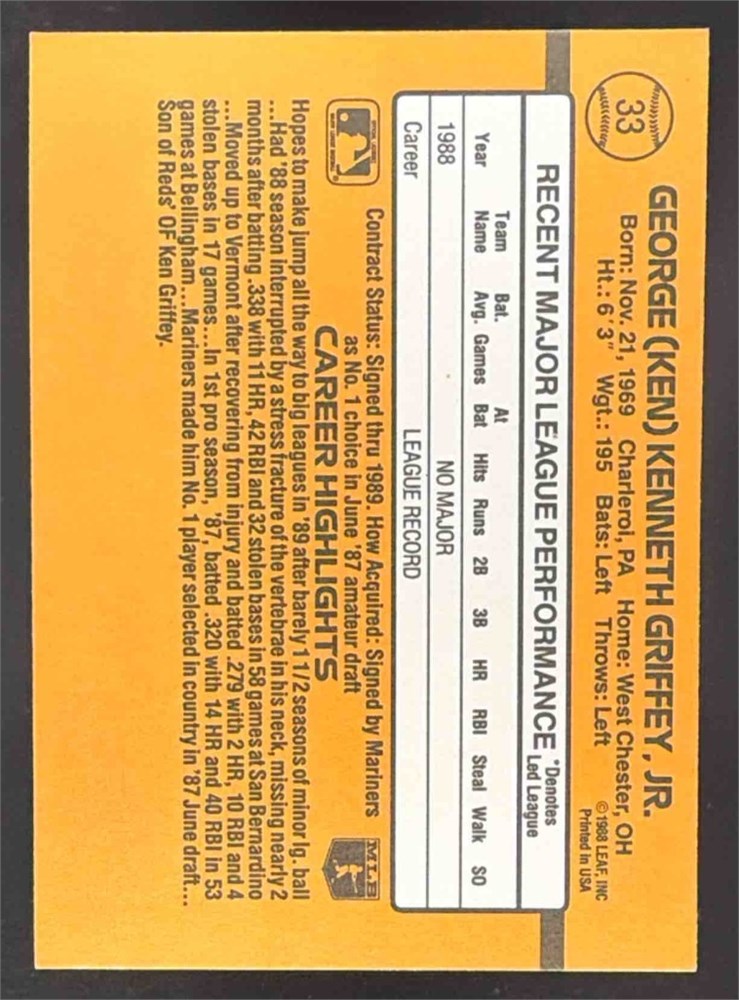 33
GEORGE (KEN) KENNETH GRIFFEY, JR.
Born: Nov. 21, 1969 Charleroi, PA Home: West Chester, OH
Ht.: 6'3" Wgt.: 195 Bats: Left Throws: Left
©1988 LEAF, INC
Printed in USA
RECENT MAJOR LEAGUE PERFORMANCE *Denotes Led League
Year Team Name Bat. Avg. Games At Bat Hits Runs 2B 3B HR RBI Steal Walk SO
1988 NO MAJOR
Career LEAGUE RECORD
Contract Status: Signed thru 1989. How Acquired: Signed by Mariners
as No. 1 choice in June '87 amateur draft
MLB
CAREER HIGHLIGHTS
Hopes to make jump all the way to big leagues in '89 after barely 1 1/2 seasons of minor lg. ball
...Had '88 season interrupted by a stress fracture of the vertebrae in his neck, missing nearly 2
months after batting .338 with 11 HR, 42 RBI and 32 stolen bases in 58 games at San Bernardino
...Moved up to Vermont after recovering from injury and batted .279 with 2 HR, 10 RBI and 4
stolen bases in 17 games...In 1st pro season, '87, batted .320 with 14 HR and 40 RBI in 53
games at Bellingham...Mariners made him No. 1 player selected in country in '87 June draft...
Son of Reds' OF Ken Griffey.